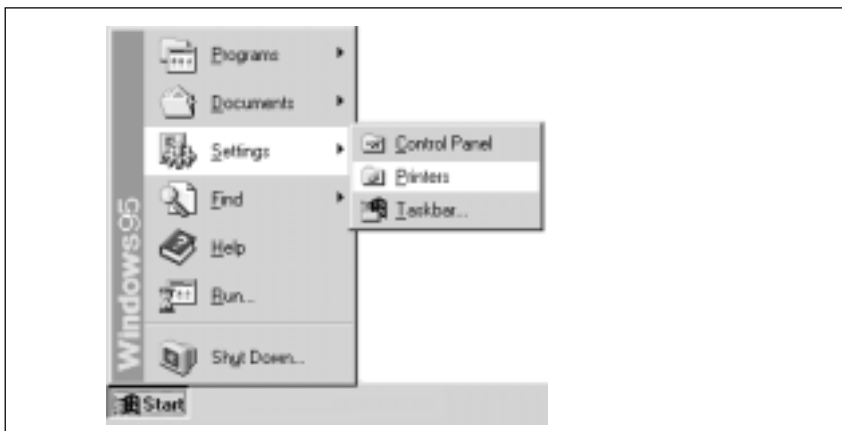 Programs
Documents
Settings
Find
Help
Run...
Shut Down...
Control Panel
Printers
Taskbar...
Windows95
Start